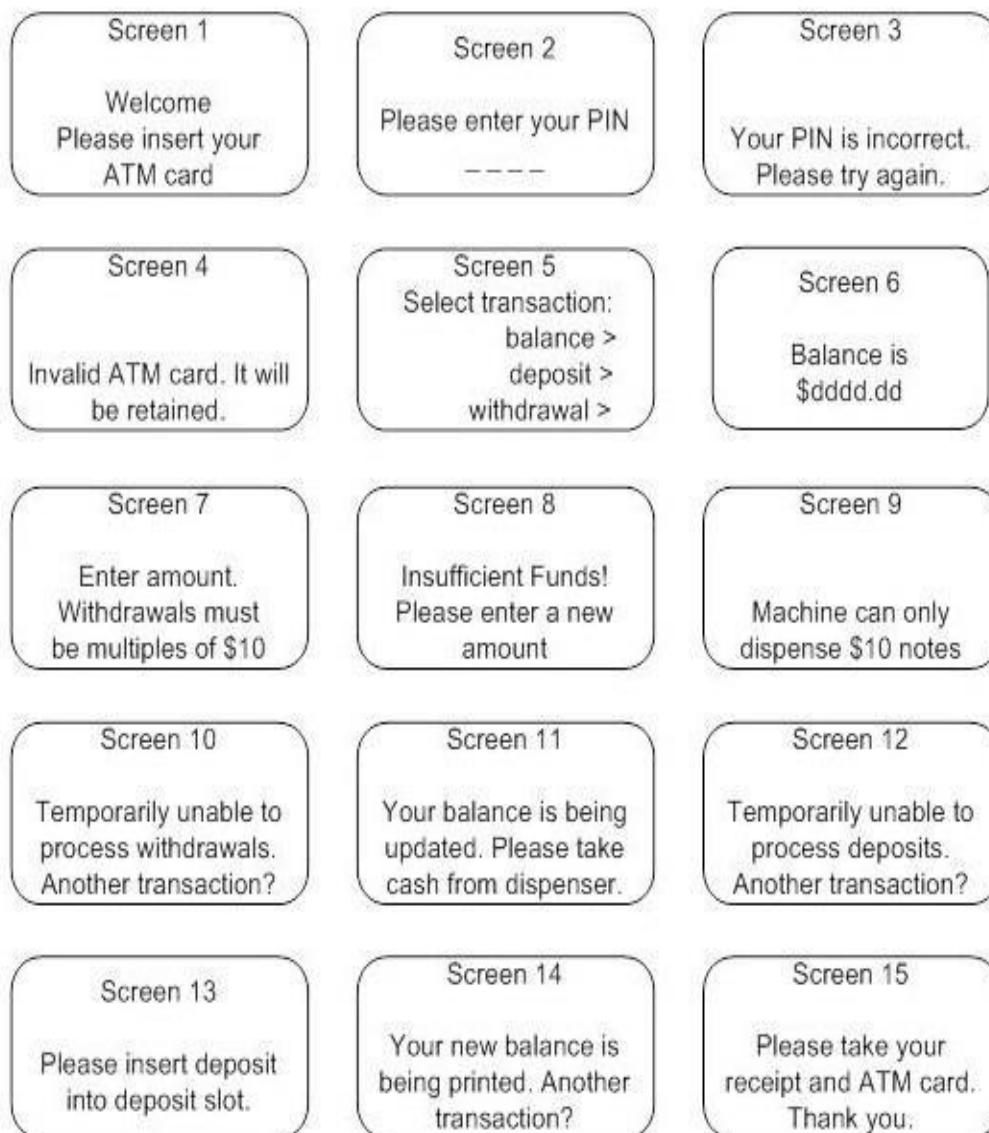 Screen 1
Welcome
Please insert your
ATM card
Screen 2
Please enter your PIN
_ _ _ _
Screen 3
Your PIN is incorrect.
Please try again.
Screen 4
Invalid ATM card. It will
be retained.
Screen 5
Select transaction:
balance >
deposit >
withdrawal >
Screen 6
Balance is
$dddd.dd
Screen 7
Enter amount.
Withdrawals must
be multiples of $10
Screen 8
Insufficient Funds!
Please enter a new
amount
Screen 9
Machine can only
dispense $10 notes
Screen 10
Temporarily unable to
process withdrawals.
Another transaction?
Screen 11
Your balance is being
updated. Please take
cash from dispenser.
Screen 12
Temporarily unable to
process deposits.
Another transaction?
Screen 13
Please insert deposit
into deposit slot.
Screen 14
Your new balance is
being printed. Another
transaction?
Screen 15
Please take your
receipt and ATM card.
Thank you.